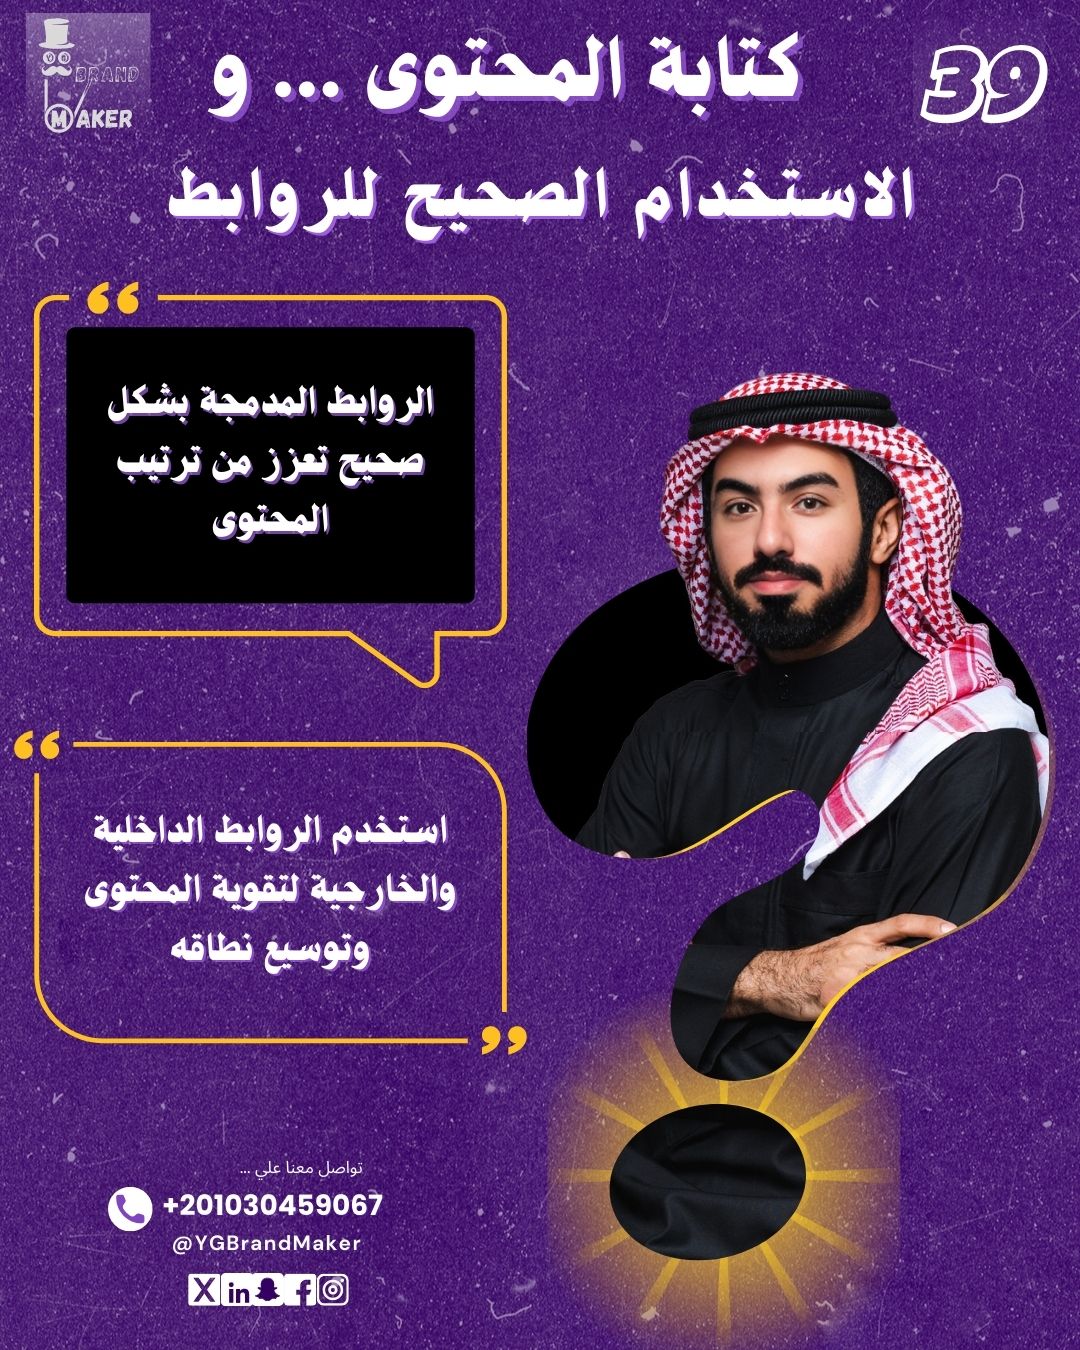 BRAND
MAKER
39
كتابة المحتوى ... و
الاستخدام الصحيح للروابط
الروابط المدمجة بشكل
صحيح تعزز من ترتيب
المحتوى
استخدم الروابط الداخلية
والخارجية لتقوية المحتوى
وتوسيع نطاقه
تواصل معنا علي ...
+201030459067
@YGBrandMaker